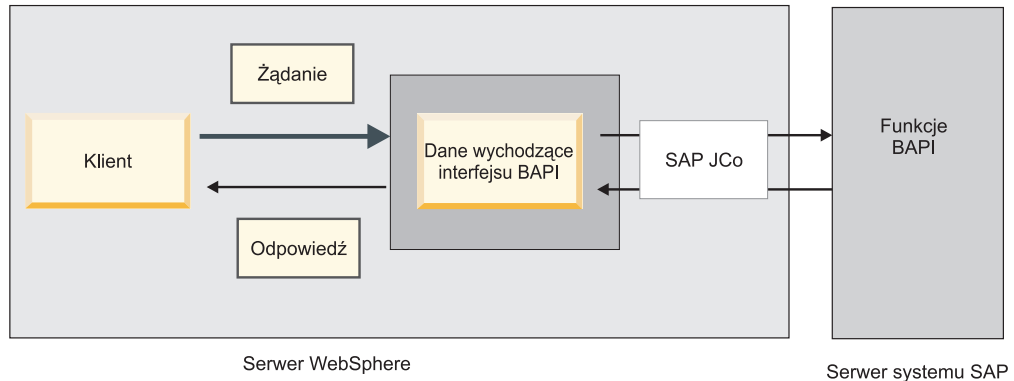 Żądanie
Klient
Dane wychodzące
interfejsu BAPI
SAP JCo
Funkcje
BAPI
Odpowiedź
Serwer WebSphere
Serwer systemu SAP